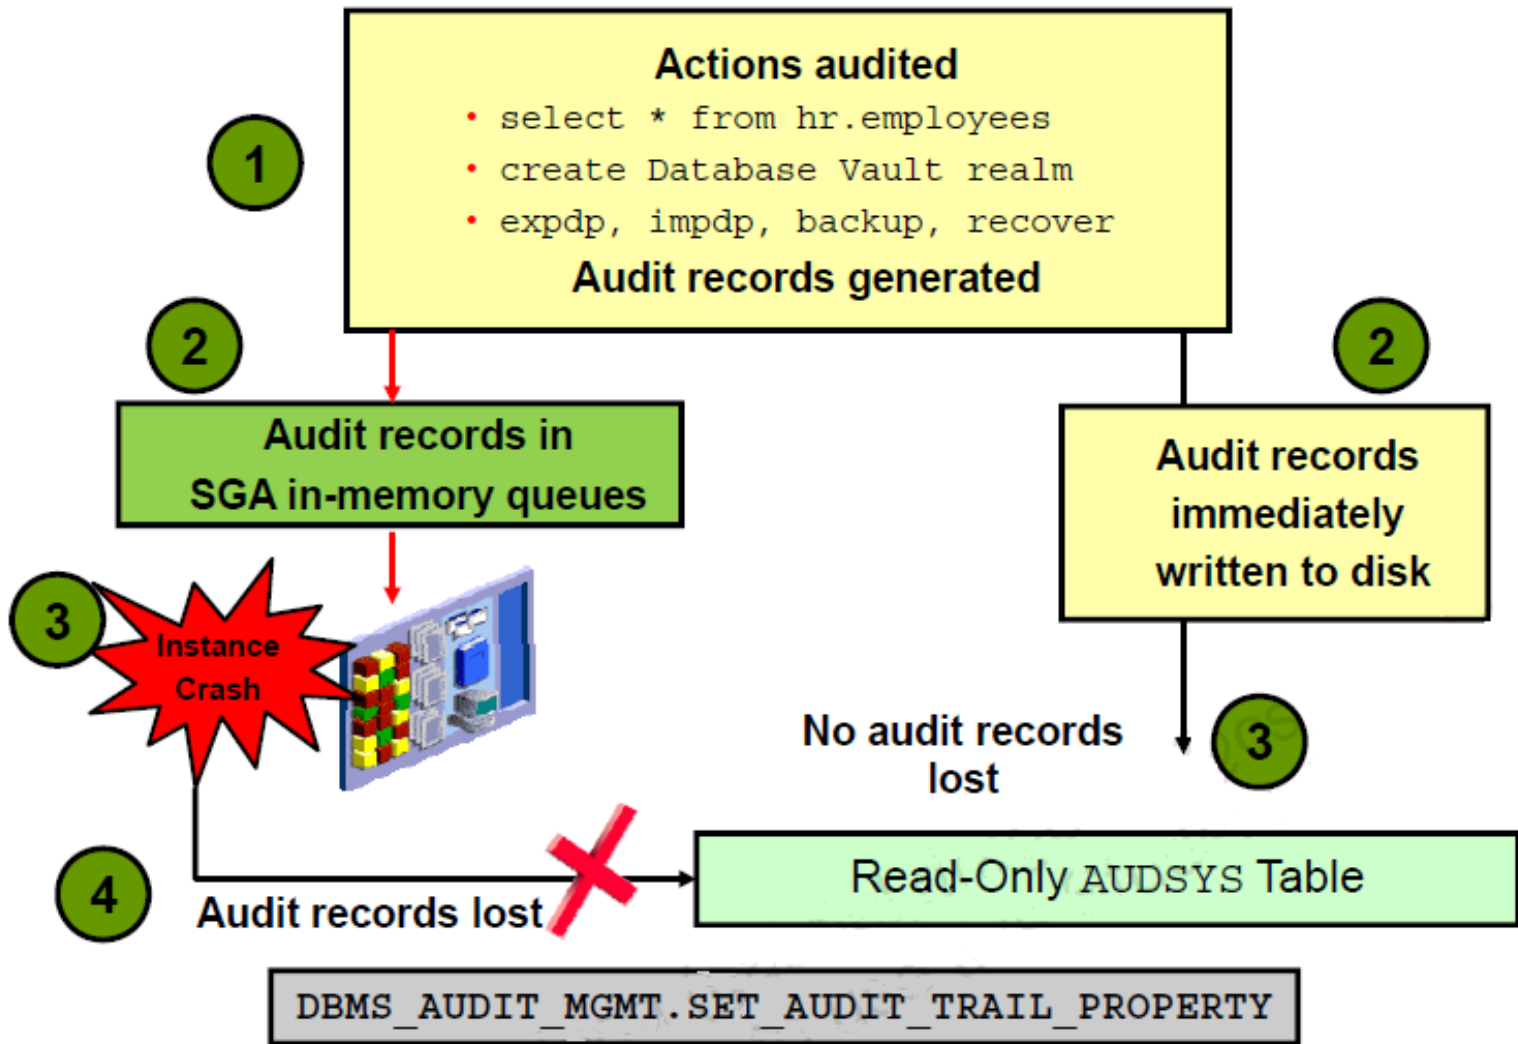 Actions audited
• select * from hr.employees
• create Database Vault realm
• expdp, impdp, backup, recover
Audit records generated
1
2
2
Audit records in
SGA in-memory queues
Audit records
immediately
written to disk
3
Instance
Crash
No audit records
lost
3
4
Audit records lost
Read-Only AUDSYS Table
DBMS_AUDIT_MGMT.SET_AUDIT_TRAIL_PROPERTY